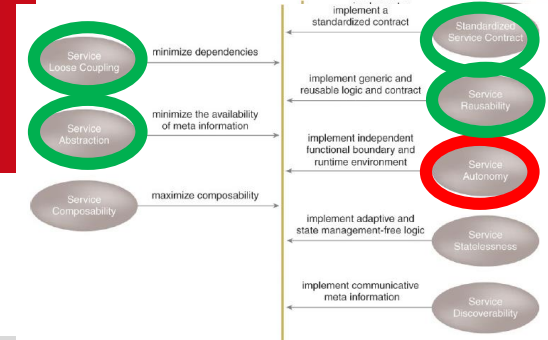 implement a
standardized contract
Standardized
Service Contract
Service
Loose Coupling
minimize dependencies
implement generic and
reusable logic and contract
Service
Reusability
Service
Abstraction
minimize the availability
of meta information
implement independent
functional boundary and
runtime environment
Service
Autonomy
Service
Composability
maximize composability
implement adaptive and
state management-free logic
Service
Statelessness
implement communicative
meta information
Service
Discoverability